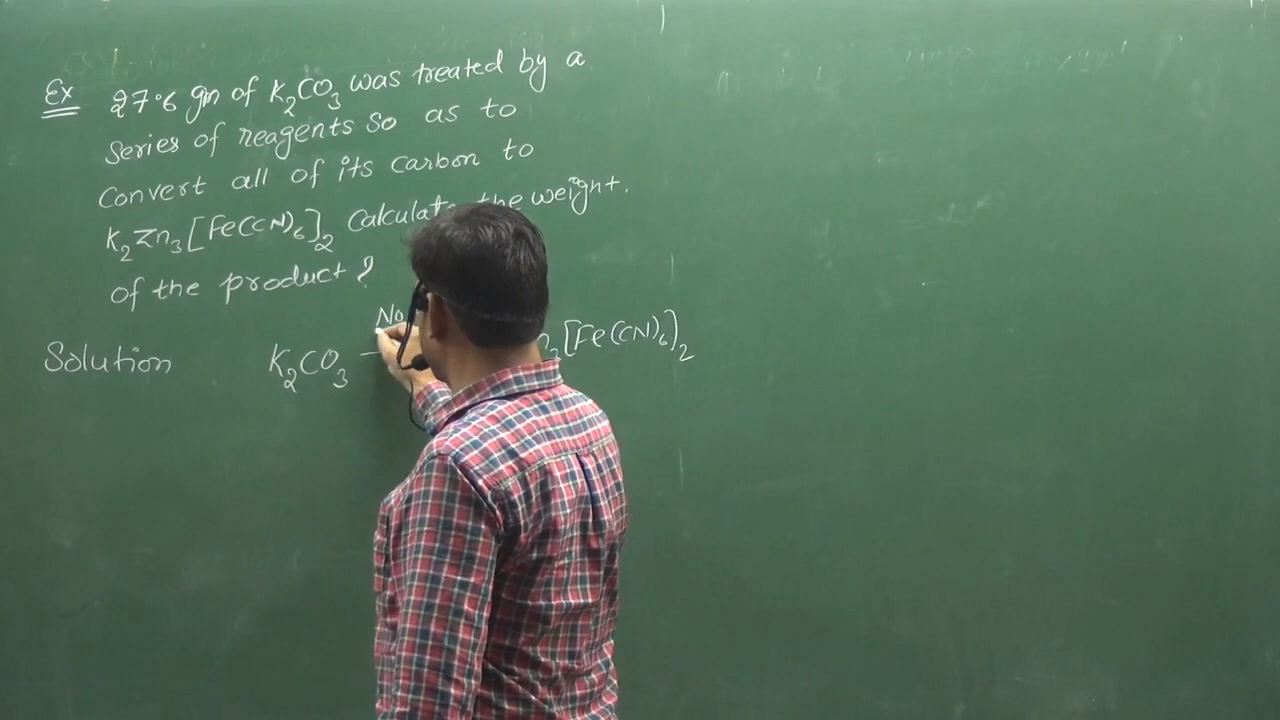 Ex 27.6 gm of K₂CO₃ was treated by a
series of reagents so as to
convert all of its carbon to
K₂Zn₃[Fe(CN)₆]₂ Calculate the weight.
of the product?
Solution K₂CO₃ [Fe(CN)₆]₂